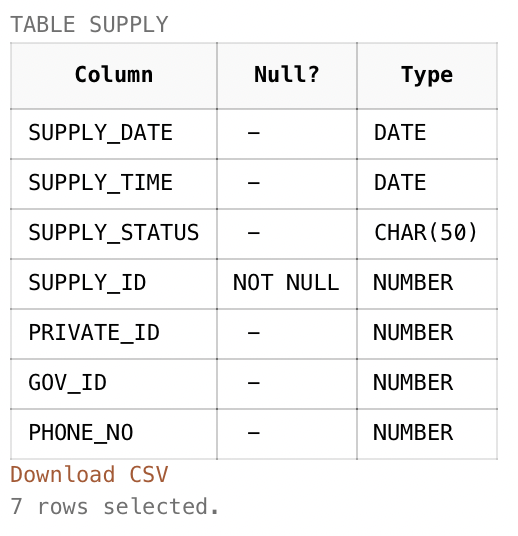 TABLE SUPPLY
Column Null? Type
SUPPLY_DATE – DATE
SUPPLY_TIME – DATE
SUPPLY_STATUS – CHAR(50)
SUPPLY_ID NOT NULL NUMBER
PRIVATE_ID – NUMBER
GOV_ID – NUMBER
PHONE_NO – NUMBER
Download CSV
7 rows selected.